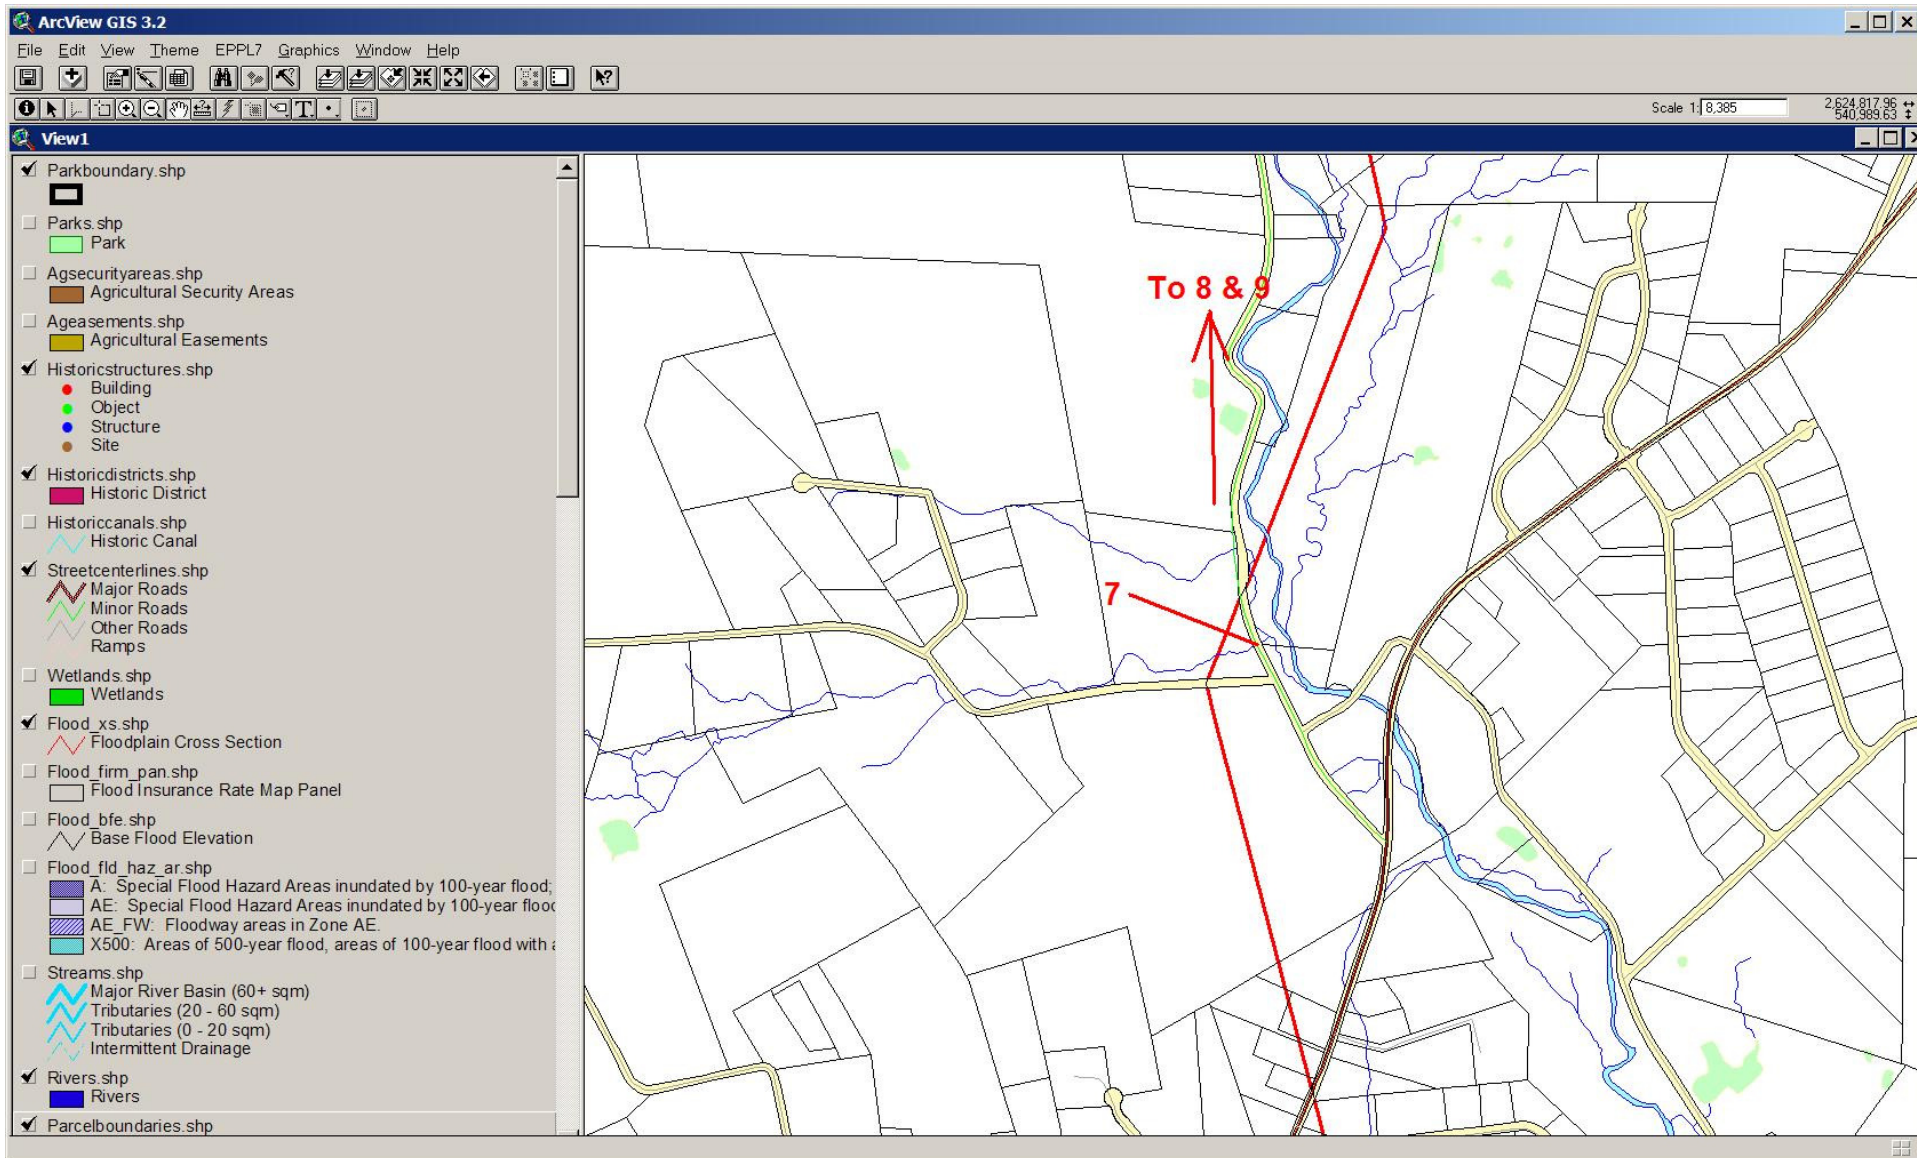 ArcView GIS 3.2
File Edit View Theme EPPL7 Graphics Window Help
Scale 1: 8,385
2,624,817.96
540,989.63
View1
Parkboundary.shp
Parks.shp
Park
Agsecurityareas.shp
Agricultural Security Areas
Ageasements.shp
Agricultural Easements
Historicstructures.shp
Building
Object
Structure
Site
Historicdistricts.shp
Historic District
Historiccanals.shp
Historic Canal
Streetcenterlines.shp
Major Roads
Minor Roads
Other Roads
Ramps
Wetlands.shp
Wetlands
Flood_xs.shp
Floodplain Cross Section
Flood_firm_pan.shp
Flood Insurance Rate Map Panel
Flood_bfe.shp
Base Flood Elevation
Flood_fld_haz_ar.shp
A: Special Flood Hazard Areas inundated by 100-year flood;
AE: Special Flood Hazard Areas inundated by 100-year flood
AE_FW: Floodway areas in Zone AE.
X500: Areas of 500-year flood, areas of 100-year flood with a
Streams.shp
Major River Basin (60+ sqm)
Tributaries (20 - 60 sqm)
Tributaries (0 - 20 sqm)
Intermittent Drainage
Rivers.shp
Rivers
Parcelboundaries.shp
To 8 & 9
7